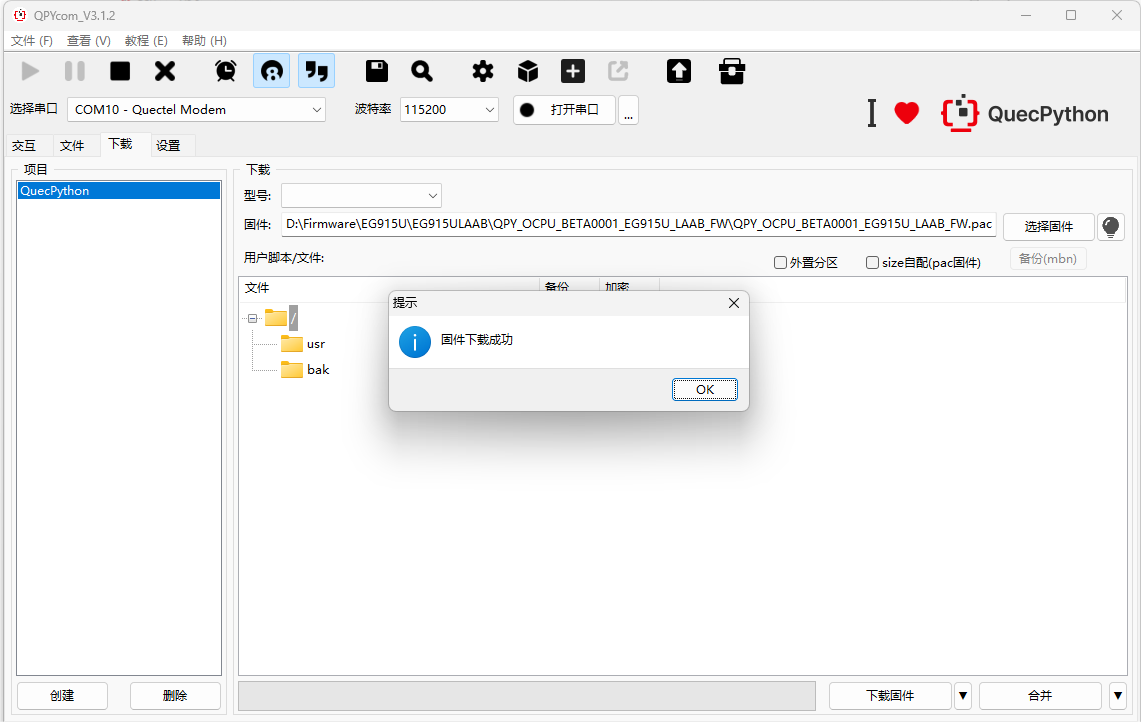 QPYcom_V3.1.2
文件 (F) 查看 (V) 教程 (E) 帮助 (H)
选择串口 COM10 - Quectel Modem 波特率 115200 打开串口 ...
QuecPython
交互 文件 下载 设置
项目
QuecPython
下载
型号:
固件: D:\Firmware\EG915U\EG915ULAAB\QPY_OCPU_BETA0001_EG915U_LAAB_FW\QPY_OCPU_BETA0001_EG915U_LAAB_FW.pac 选择固件
用户脚本/文件: 外置分区 size自配(pac固件) 备份(mbn)
文件 备份 加密
/
usr
bak
提示
固件下载成功
OK
创建 删除 下载固件 合并